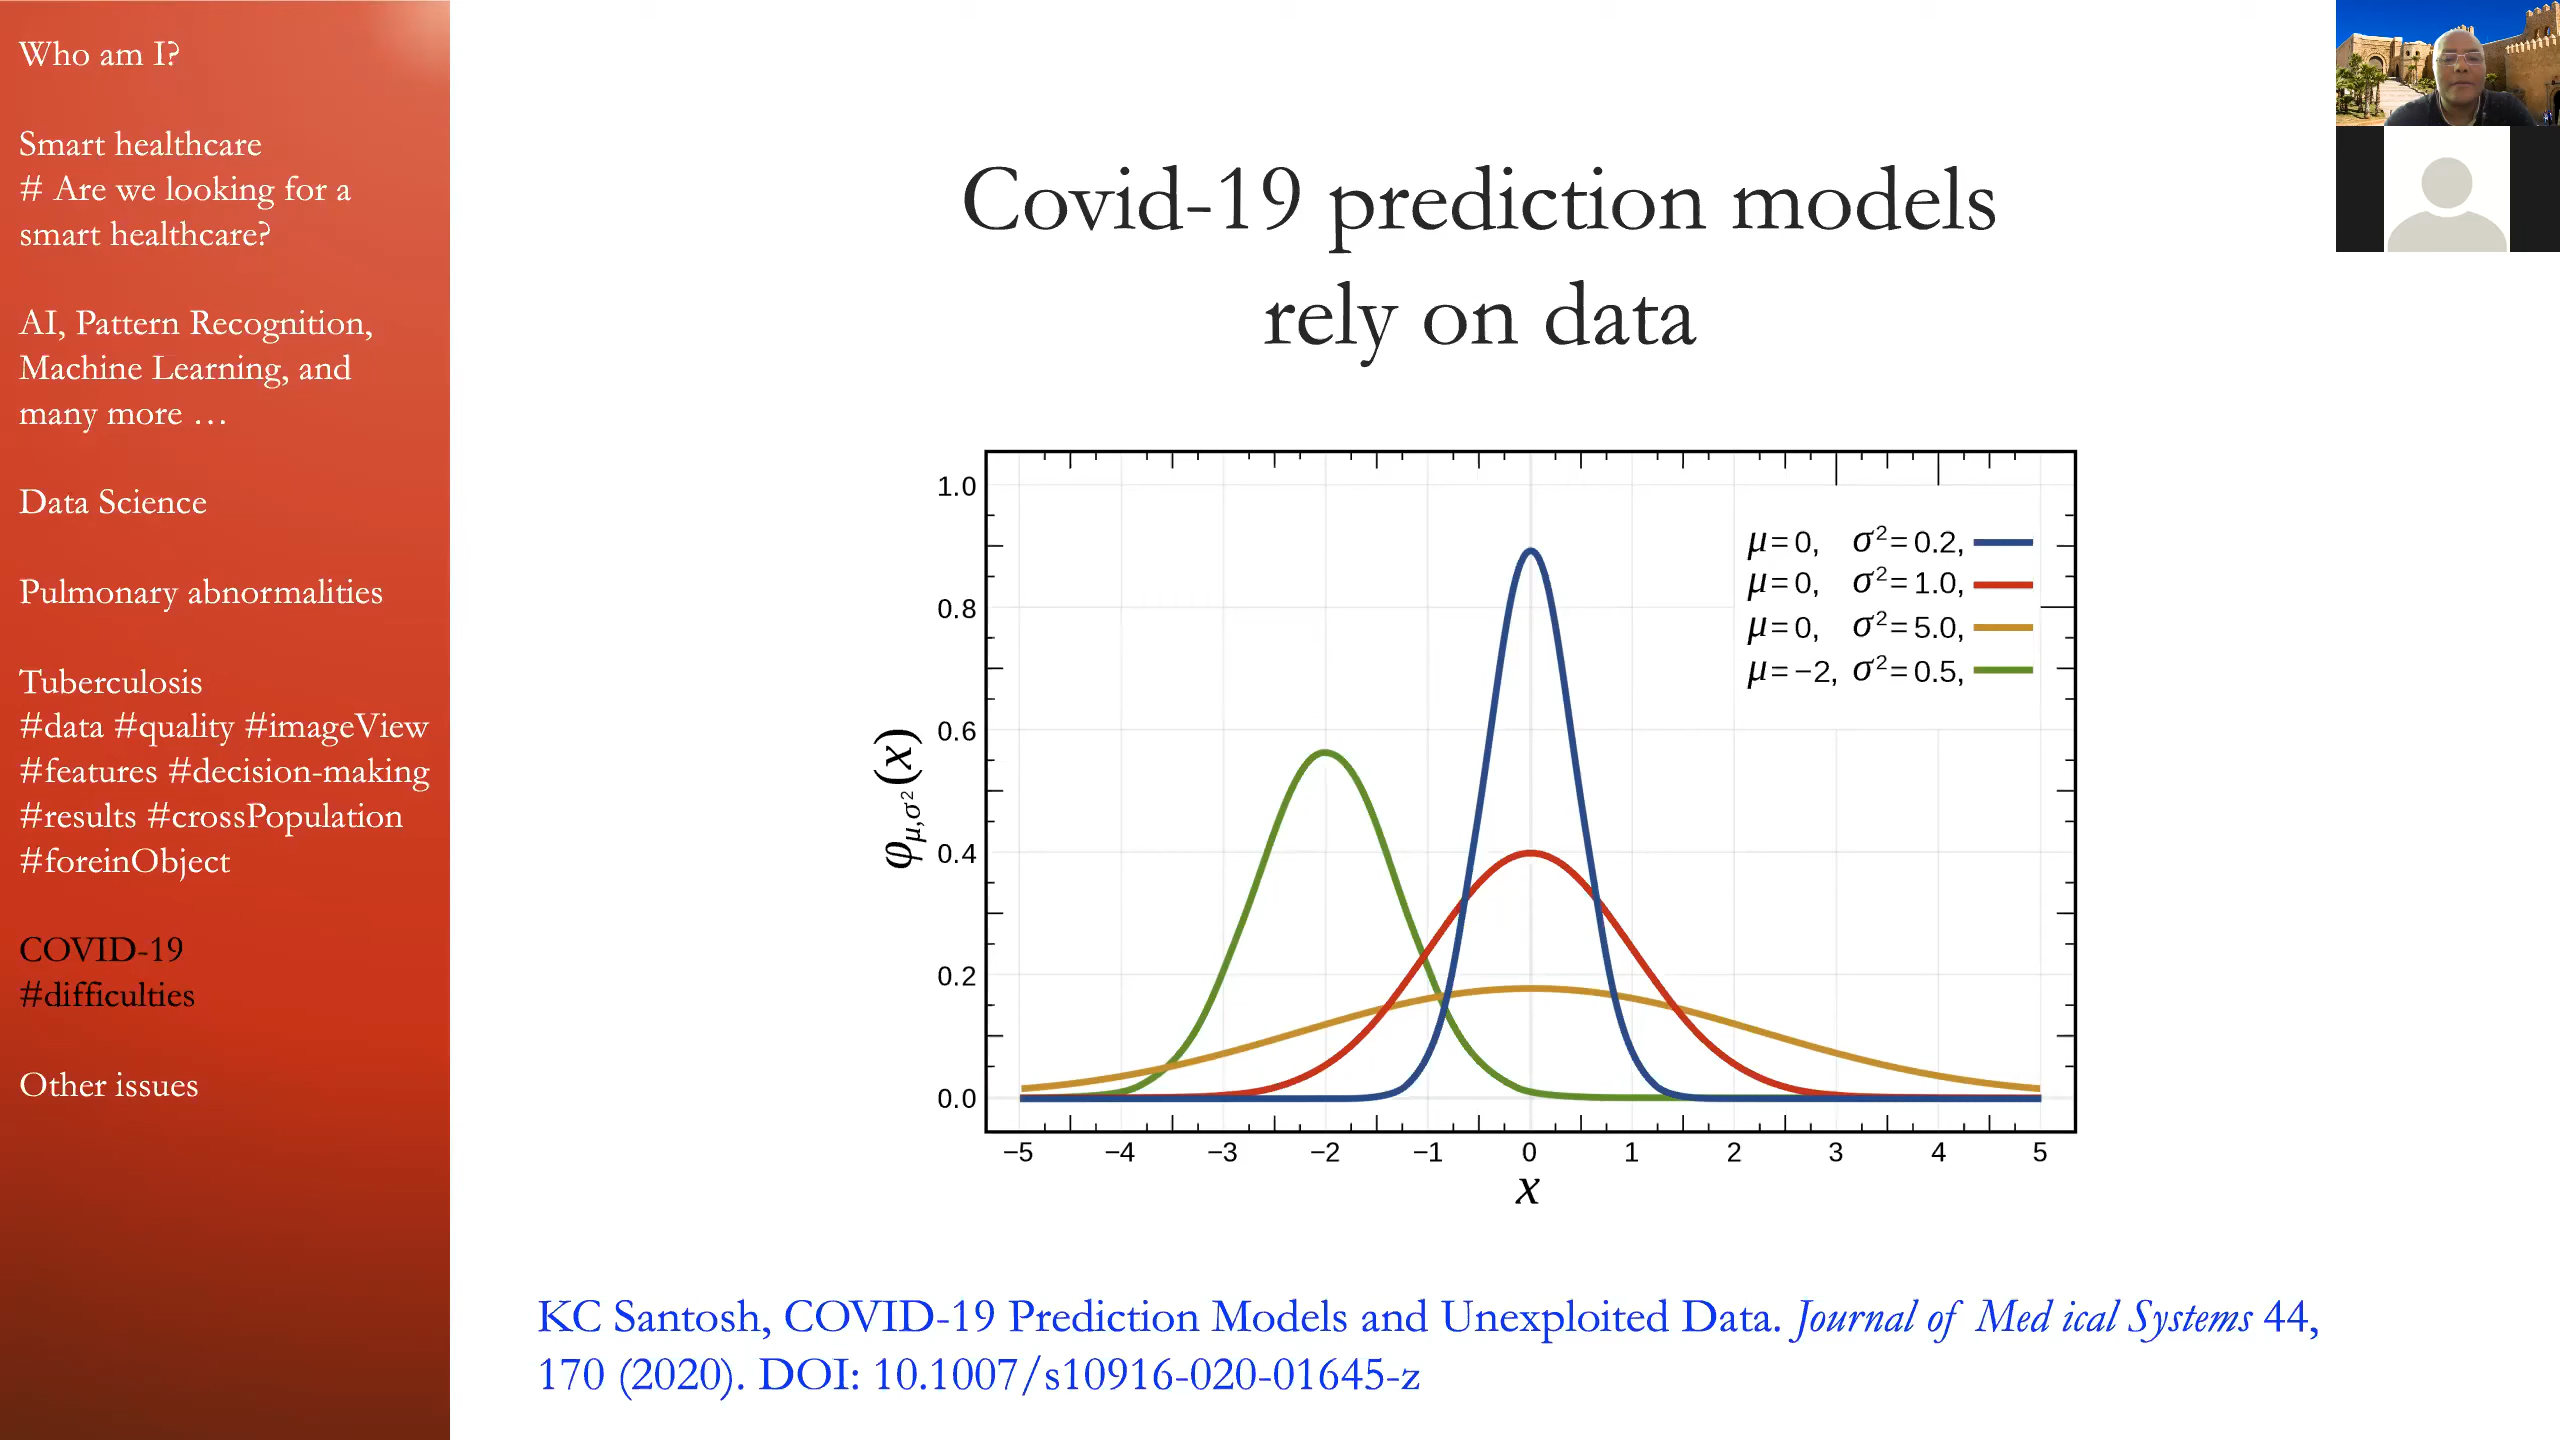 Who am I?
Smart healthcare
# Are we looking for a
smart healthcare?
AI, Pattern Recognition,
Machine Learning, and
many more …
Data Science
Pulmonary abnormalities
Tuberculosis
#data #quality #imageView
#features #decision-making
#results #crossPopulation
#foreinObject
COVID-19
#difficulties
Other issues
Covid-19 prediction models
rely on data
φμ,σ²(x)
1.0
0.8
0.6
0.4
0.2
0.0
μ=0, σ²=0.2,
μ=0, σ²=1.0,
μ=0, σ²=5.0,
μ=−2, σ²=0.5,
−5 −4 −3 −2 −1 0 1 2 3 4 5
x
KC Santosh, COVID-19 Prediction Models and Unexploited Data. Journal of Med ical Systems 44,
170 (2020). DOI: 10.1007/s10916-020-01645-z